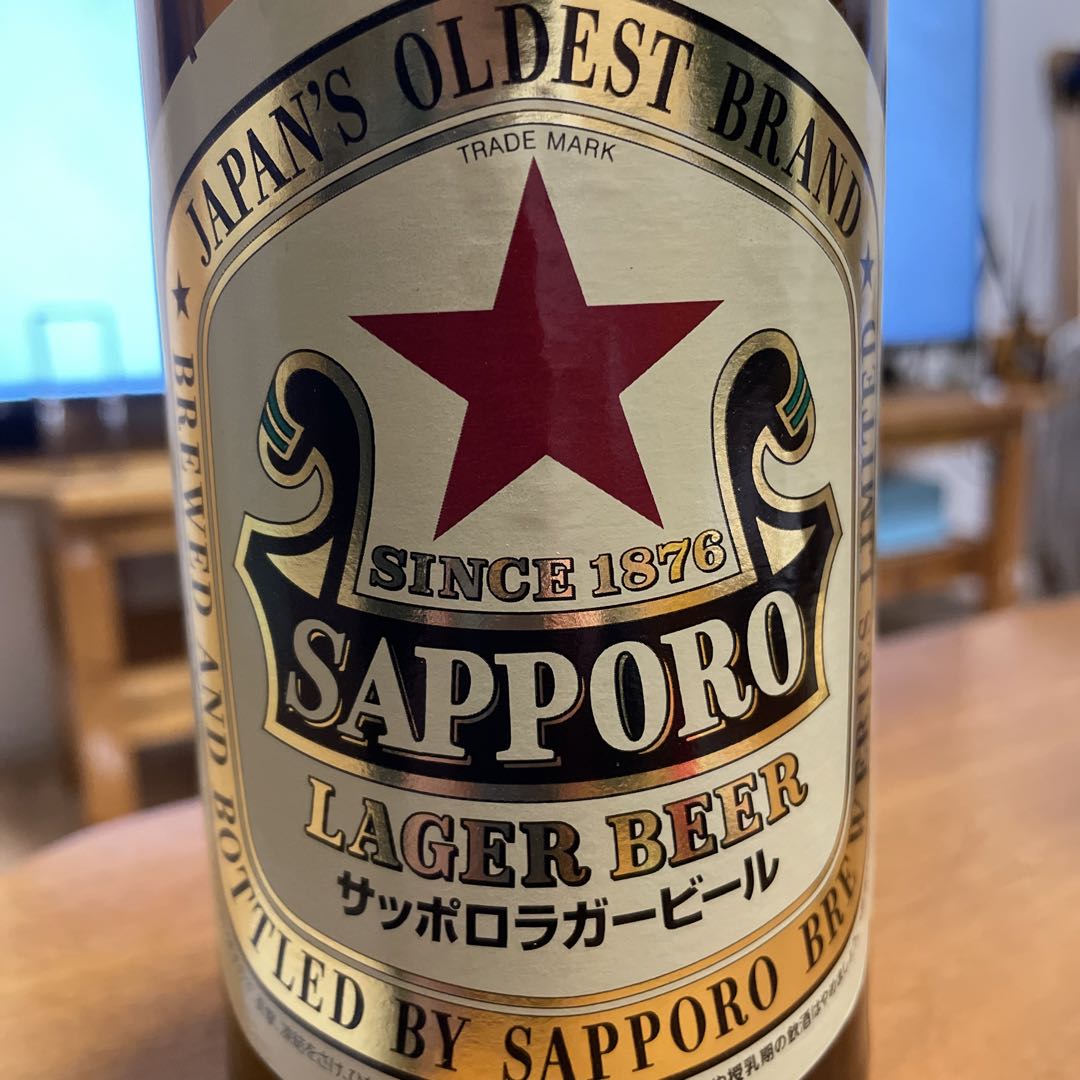 JAPAN'S OLDEST BRAND
TRADE MARK
SINCE 1876
SAPPORO
LAGER BEER
サッポロラガービール
BREWED AND BOTTLED BY SAPPORO BREWERIES LIMITED